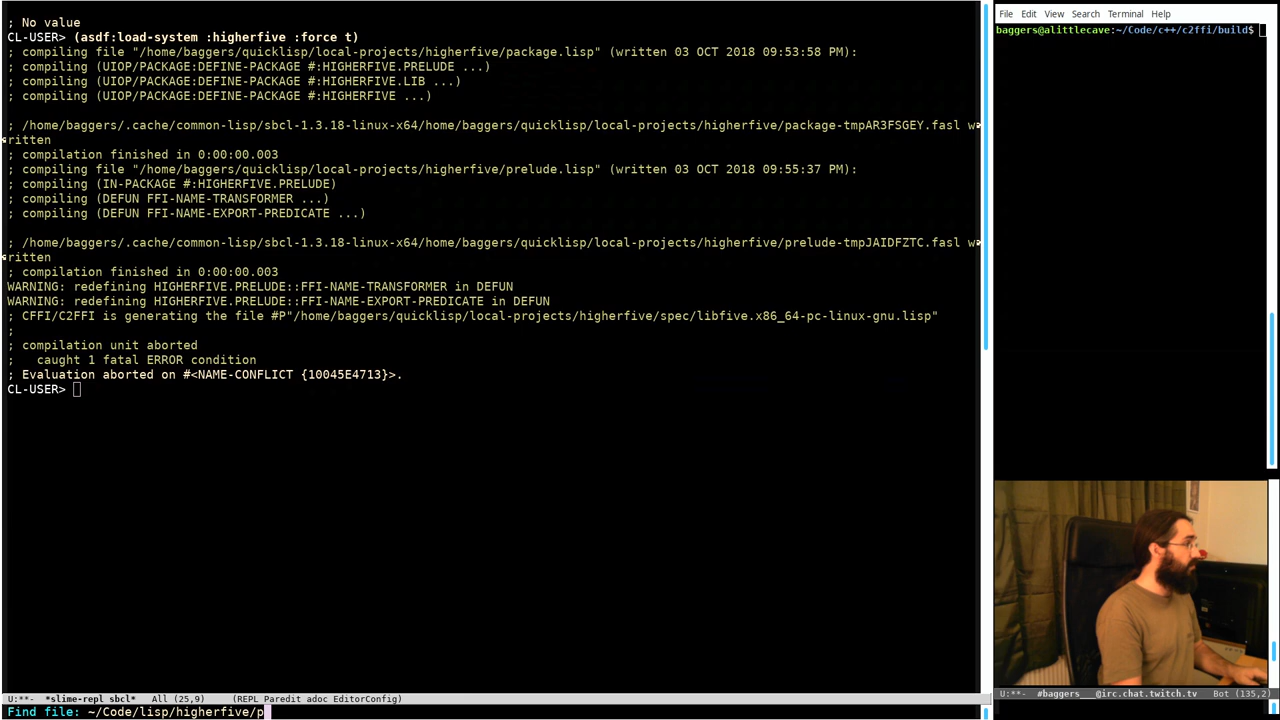 ; No value
CL-USER> (asdf:load-system :higherfive :force t)
; compiling file "/home/baggers/quicklisp/local-projects/higherfive/package.lisp" (written 03 OCT 2018 09:53:58 PM):
; compiling (UIOP/PACKAGE:DEFINE-PACKAGE #:HIGHERFIVE.PRELUDE ...)
; compiling (UIOP/PACKAGE:DEFINE-PACKAGE #:HIGHERFIVE.LIB ...)
; compiling (UIOP/PACKAGE:DEFINE-PACKAGE #:HIGHERFIVE ...)
; /home/baggers/.cache/common-lisp/sbcl-1.3.18-linux-x64/home/baggers/quicklisp/local-projects/higherfive/package-tmpAR3FSGEY.fasl w
ritten
; compilation finished in 0:00:00.003
; compiling file "/home/baggers/quicklisp/local-projects/higherfive/prelude.lisp" (written 03 OCT 2018 09:55:37 PM):
; compiling (IN-PACKAGE #:HIGHERFIVE.PRELUDE)
; compiling (DEFUN FFI-NAME-TRANSFORMER ...)
; compiling (DEFUN FFI-NAME-EXPORT-PREDICATE ...)
; /home/baggers/.cache/common-lisp/sbcl-1.3.18-linux-x64/home/baggers/quicklisp/local-projects/higherfive/prelude-tmpJAIDFZTC.fasl w
ritten
; compilation finished in 0:00:00.003
WARNING: redefining HIGHERFIVE.PRELUDE::FFI-NAME-TRANSFORMER in DEFUN
WARNING: redefining HIGHERFIVE.PRELUDE::FFI-NAME-EXPORT-PREDICATE in DEFUN
; CFFI/C2FFI is generating the file #P"/home/baggers/quicklisp/local-projects/higherfive/spec/libfive.x86_64-pc-linux-gnu.lisp"
;
; compilation unit aborted
;   caught 1 fatal ERROR condition
; Evaluation aborted on #<NAME-CONFLICT {10045E4713}>.
CL-USER>
U:**-  *slime-repl sbcl*   All (25,9)     (REPL Paredit adoc EditorConfig)
Find file: ~/Code/lisp/higherfive/p
File Edit View Search Terminal Help
baggers@alittlecave:~/Code/c++/c2ffi/build$
U:**-  #baggers___@irc.chat.twitch.tv   Bot (135,2)